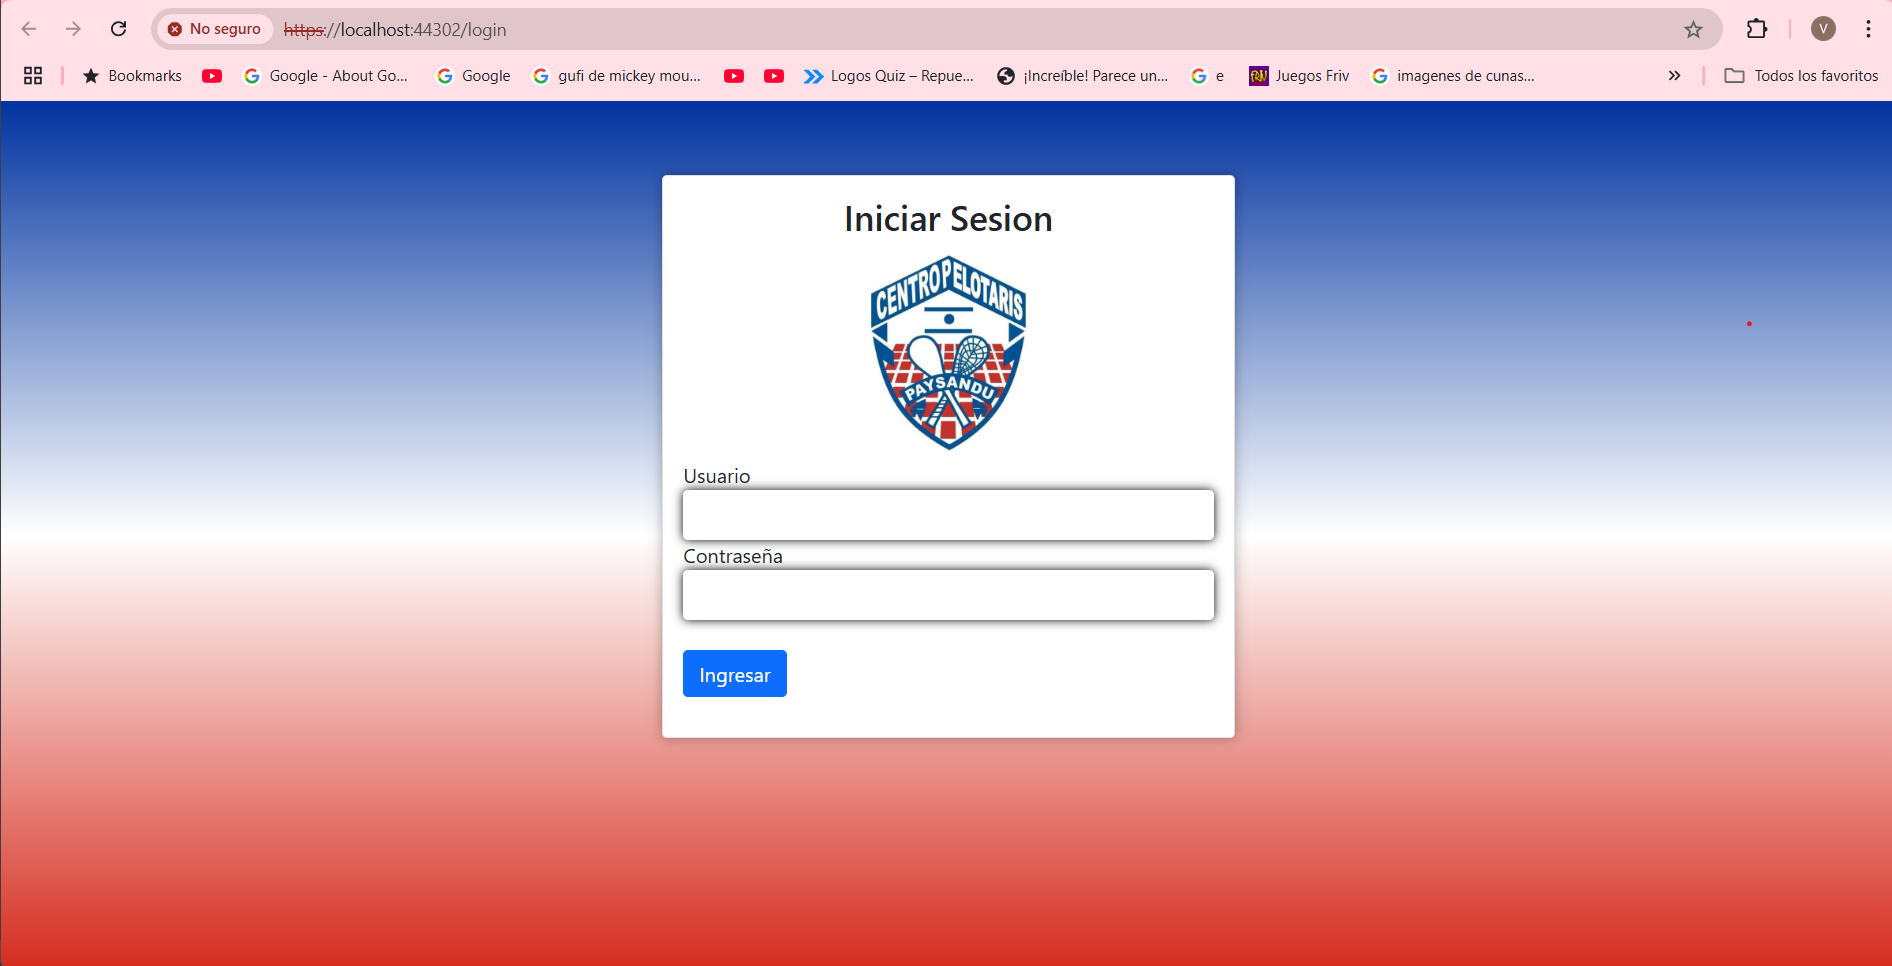 No seguro https://localhost:44302/login V
Bookmarks Google - About Go... Google gufi de mickey mou... Logos Quiz – Repue... ¡Increíble! Parece un... e Juegos Friv imagenes de cunas... Todos los favoritos
Iniciar Sesion
CENTRO PELOTARIS
PAYSANDU
Usuario
Contraseña
Ingresar